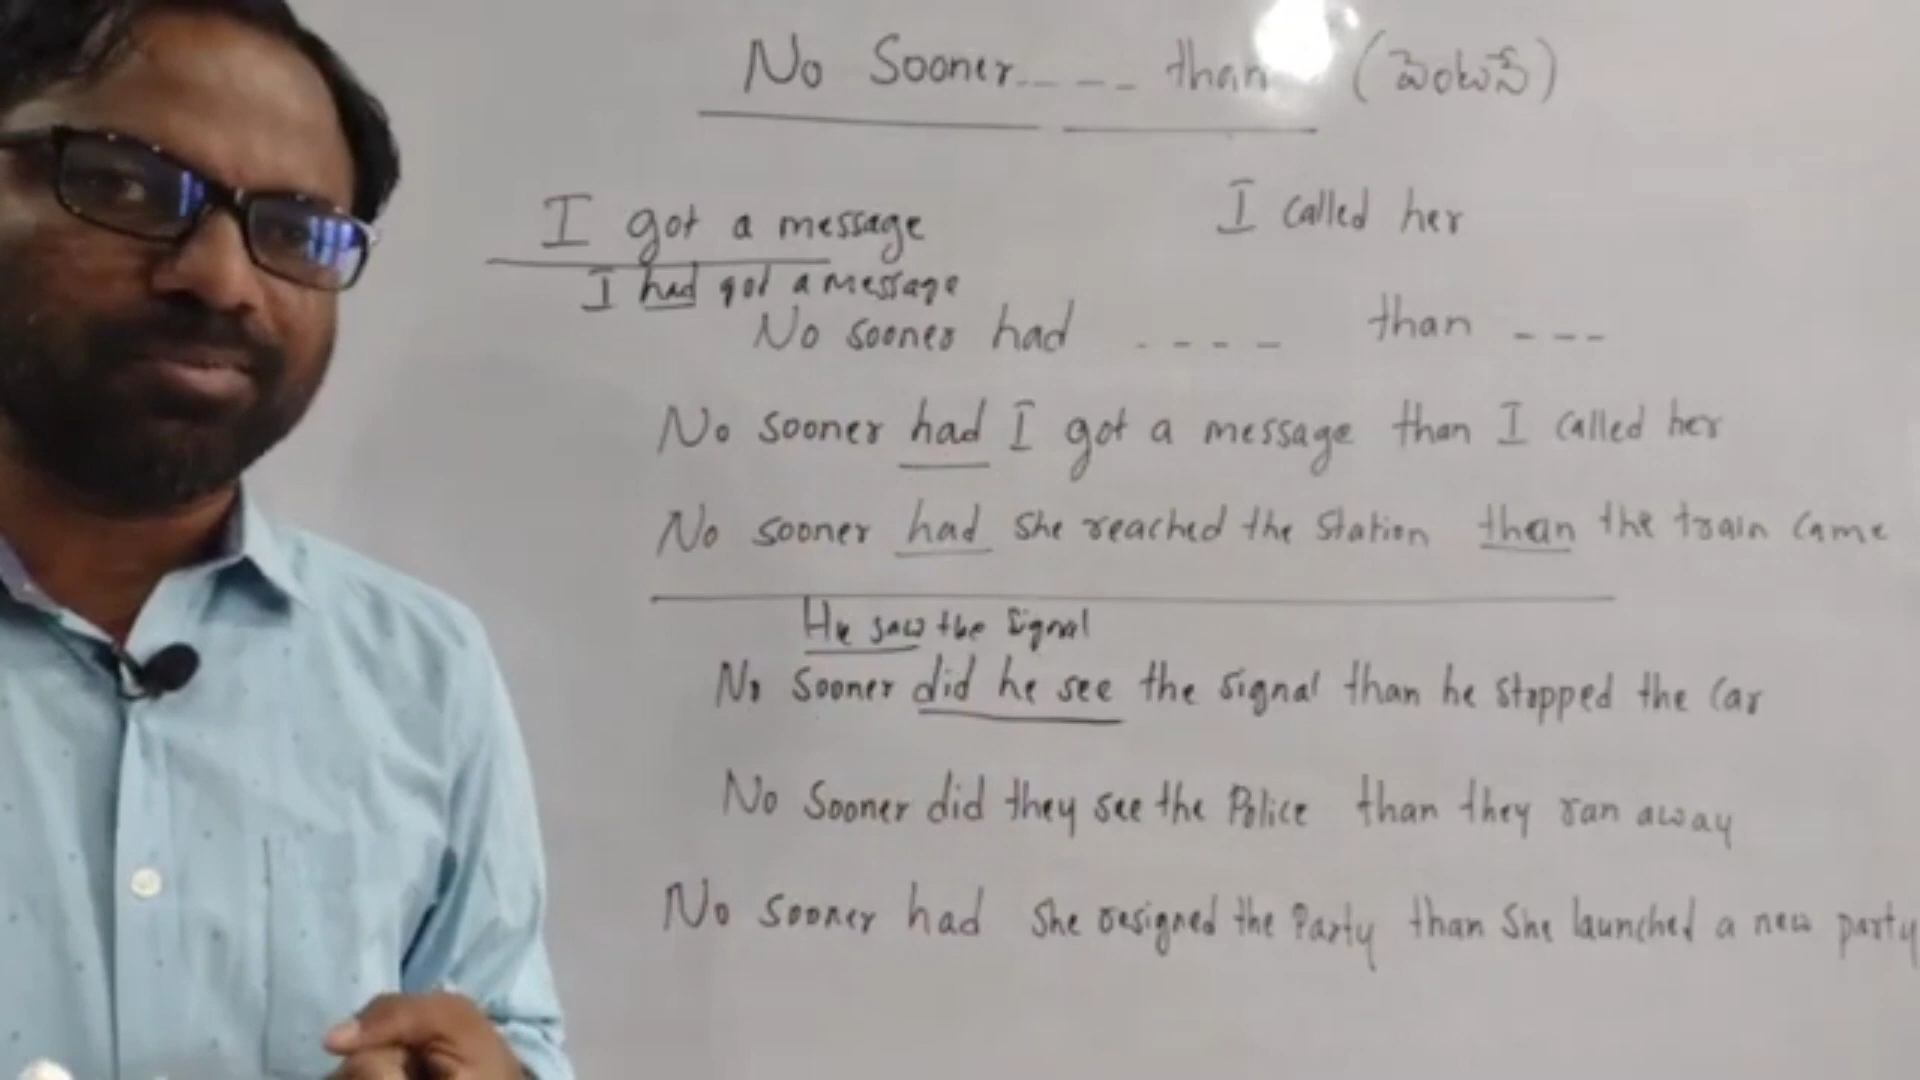 No Sooner.... than (వెంటనే)
I got a message I called her
I had got a message
No sooner had .... than ---
No sooner had I got a message than I called her
No sooner had she reached the station than the train came
He saw the signal
No sooner did he see the signal than he stopped the car
No sooner did they see the Police than they ran away
No sooner had she resigned the Party than she launched a new party